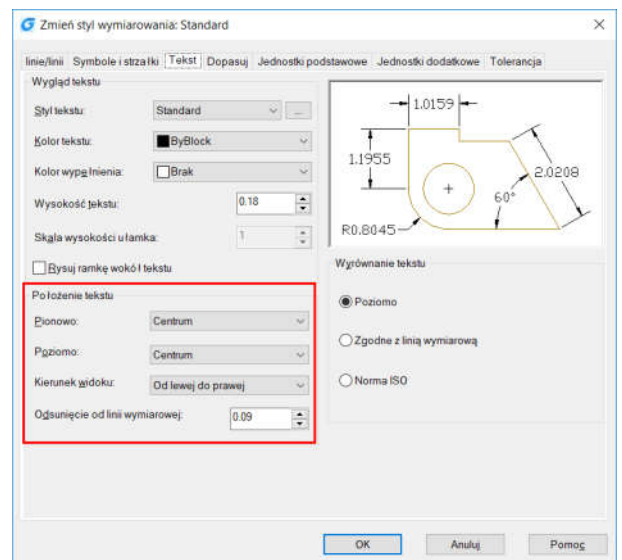 Zmień styl wymiarowania: Standard
linie/linii Symbole i strzałki Tekst Dopasuj Jednostki podstawowe Jednostki dodatkowe Tolerancja
Wygląd tekstu
Styl tekstu: Standard ...
Kolor tekstu: ByBlock
Kolor wypełnienia: Brak
Wysokość tekstu: 0.18
Skala wysokości ułamka: 1
Rysuj ramkę wokół tekstu
Położenie tekstu
Pionowo: Centrum
Poziomo: Centrum
Kierunek widoku: Od lewej do prawej
Odsunięcie od linii wymiarowej: 0.09
1.0159
1.1955
2.0208
60°
R0.8045
Wyrównanie tekstu
Poziomo
Zgodne z linią wymiarową
Norma ISO
OK Anuluj Pomoc